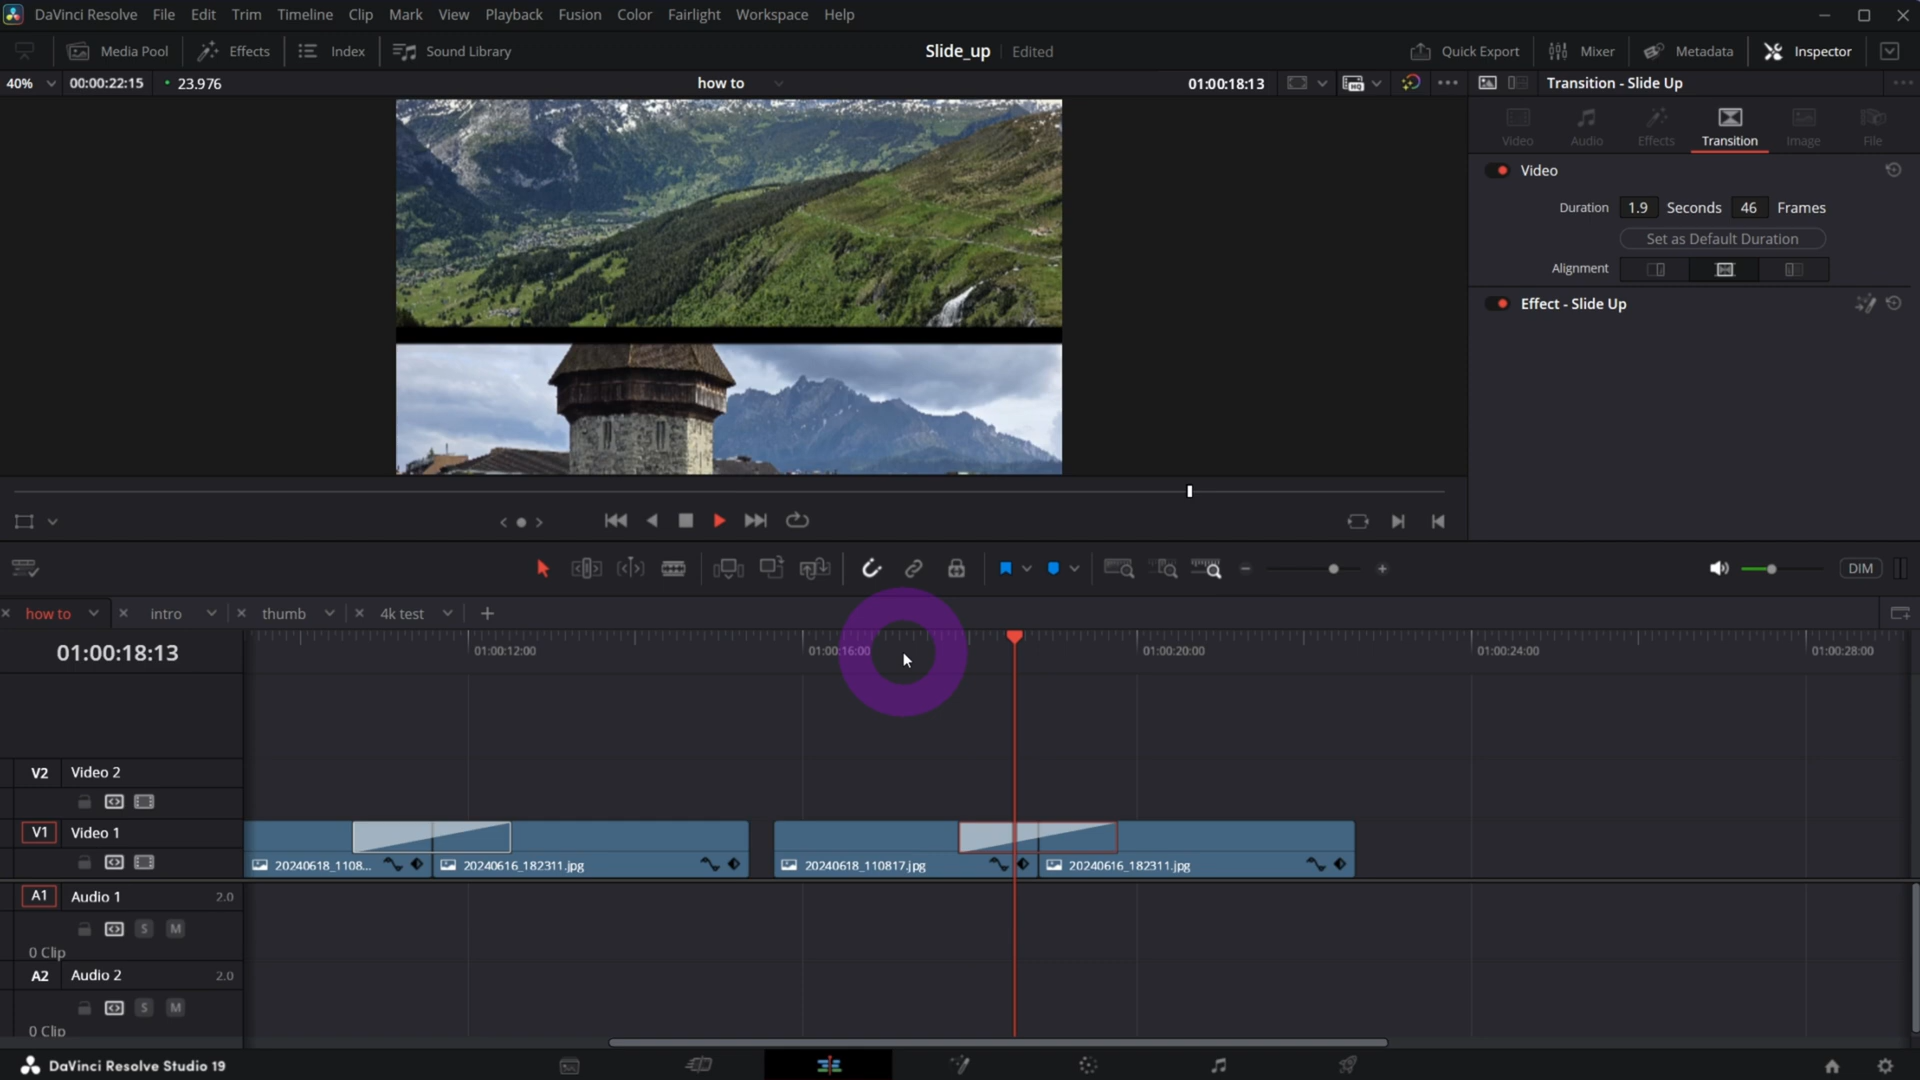 DaVinci Resolve File Edit Trim Timeline Clip Mark View Playback Fusion Color Fairlight Workspace Help
Media Pool Effects Index Sound Library Slide_up Edited Quick Export Mixer Metadata Inspector
40% 00:00:22:15 23.976 how to 01:00:18:13 HQ Transition - Slide Up
Video Audio Effects Transition Image File
Video
Duration 1.9 Seconds 46 Frames
Set as Default Duration
Alignment
Effect - Slide Up
DIM
how to intro thumb 4k test
01:00:18:13 01:00:12:00 01:00:16:00 01:00:20:00 01:00:24:00 01:00:28:00
V2 Video 2
V1 Video 1
20240618_1108... 20240616_182311.jpg 20240618_110817.jpg 20240616_182311.jpg
A1 Audio 1 2.0
S M
0 Clip
A2 Audio 2 2.0
S M
0 Clip
DaVinci Resolve Studio 19